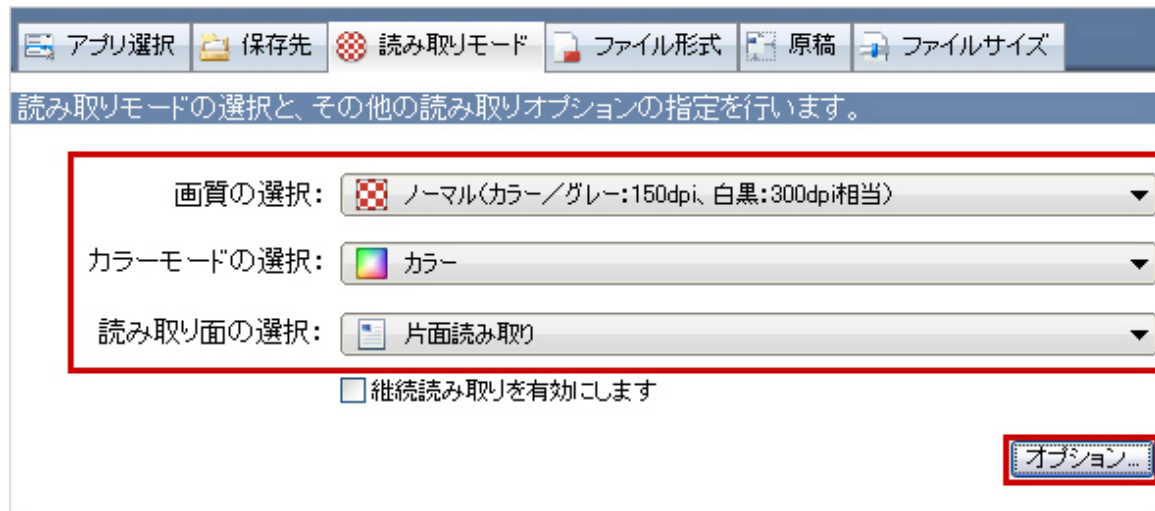 アプリ選択 保存先 読み取りモード ファイル形式 原稿 ファイルサイズ
読み取りモードの選択と、その他の読み取りオプションの指定を行います。
画質の選択: ノーマル(カラー/グレー:150dpi、白黒:300dpi相当)
カラーモードの選択: カラー
読み取り面の選択: 片面読み取り
継続読み取りを有効にします
オプション...